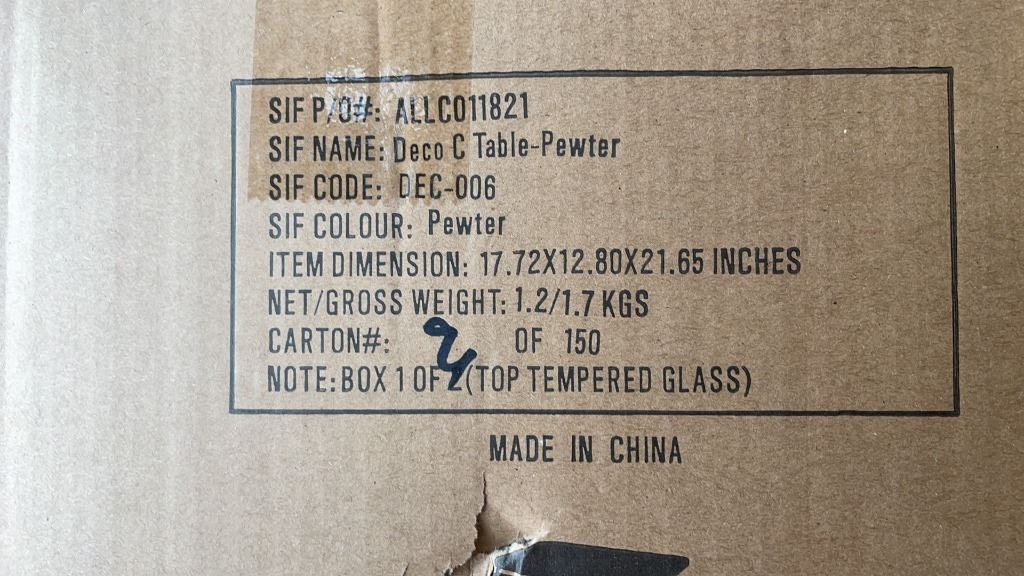 SIF P/O#: ALLC011821
SIF NAME: Deco C Table-Pewter
SIF CODE: DEC-006
SIF COLOUR: Pewter
ITEM DIMENSION: 17.72X12.80X21.65 INCHES
NET/GROSS WEIGHT: 1.2/1.7 KGS
CARTON#: OF 150
NOTE:BOX 1 OF 2(TOP TEMPERED GLASS)
MADE IN CHINA